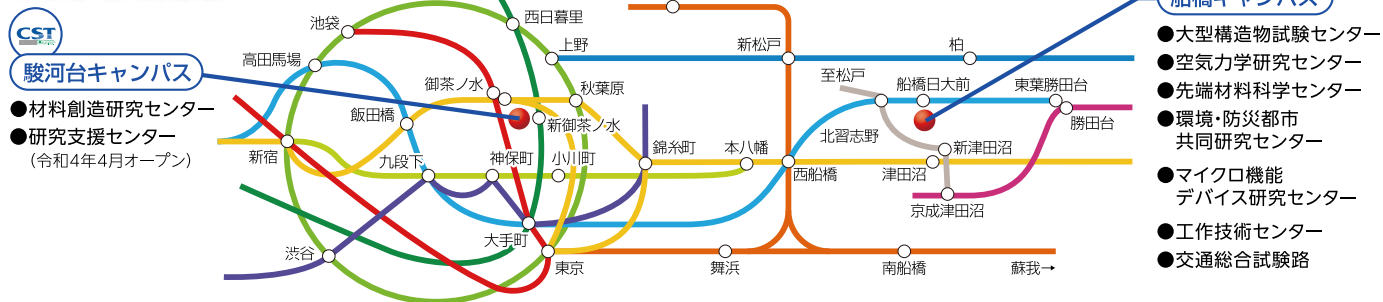 CST
駿河台キャンパス
●材料創造研究センター
●研究支援センター
（令和4年4月オープン）
池袋
西日暮里
高田馬場
上野
新松戸
柏
御茶ノ水
秋葉原
至松戸
船橋日大前
東葉勝田台
飯田橋
新御茶ノ水
北習志野
勝田台
新宿
九段下
神保町
小川町
錦糸町
本八幡
西船橋
津田沼
新津田沼
京成津田沼
渋谷
大手町
東京
舞浜
南船橋
蘇我→
船橋キャンパス
●大型構造物試験センター
●空気力学研究センター
●先端材料科学センター
●環境・防災都市
共同研究センター
●マイクロ機能
デバイス研究センター
●工作技術センター
●交通総合試験路